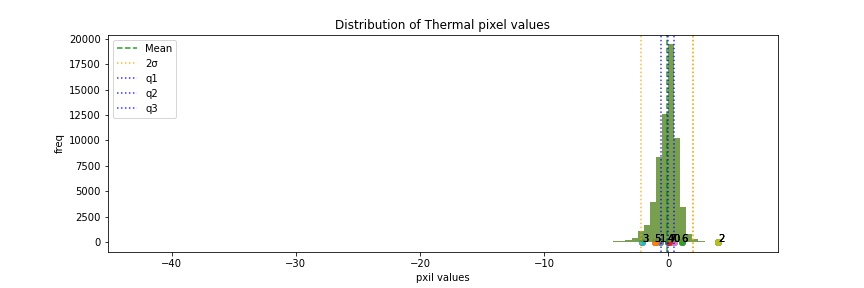 Distribution of Thermal pixel values
Mean
2σ
q1
q2
q3
freq
20000
17500
15000
12500
10000
7500
5000
2500
0
3 5 1 6 2
−40 −30 −20 −10 0
pxil values